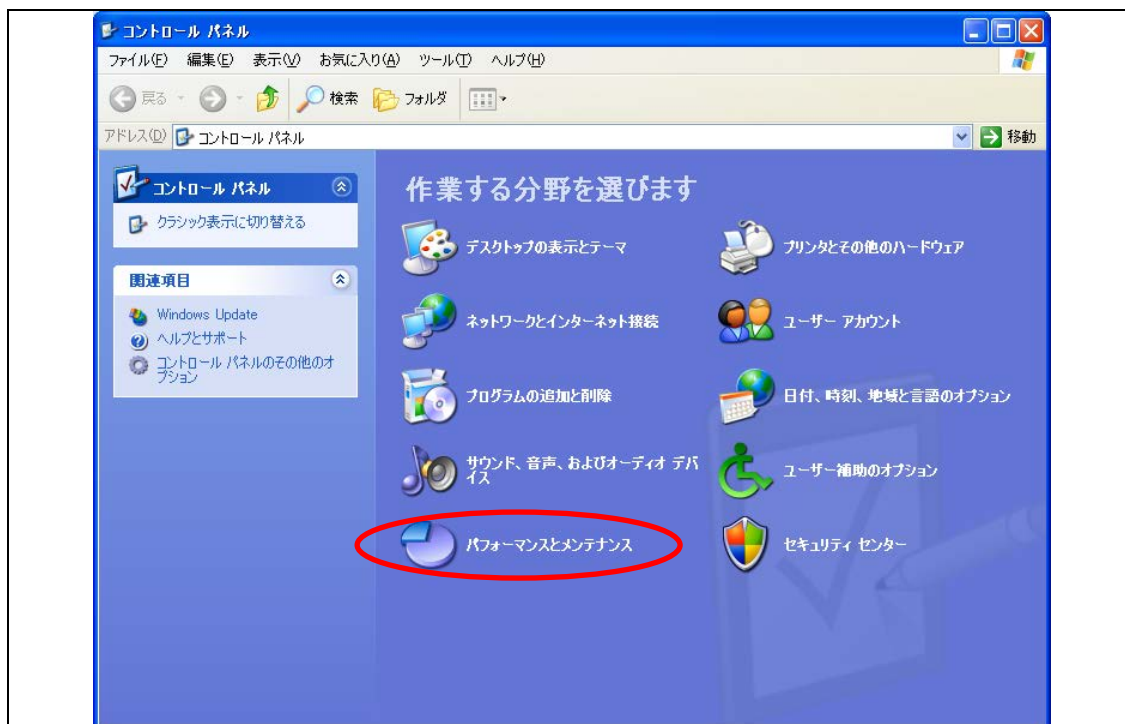 コントロール パネル
ファイル(F) 編集(E) 表示(V) お気に入り(A) ツール(T) ヘルプ(H)
戻る 検索 フォルダ
アドレス(D) コントロール パネル 移動
コントロール パネル
クラシック表示に切り替える
関連項目
Windows Update
ヘルプとサポート
コントロール パネルのその他のオ
プション
作業する分野を選びます
デスクトップの表示とテーマ
プリンタとその他のハードウェア
ネットワークとインターネット接続
ユーザー アカウント
プログラムの追加と削除
日付、時刻、地域と言語のオプション
サウンド、音声、およびオーディオ デバ
イス
ユーザー補助のオプション
パフォーマンスとメンテナンス
セキュリティ センター